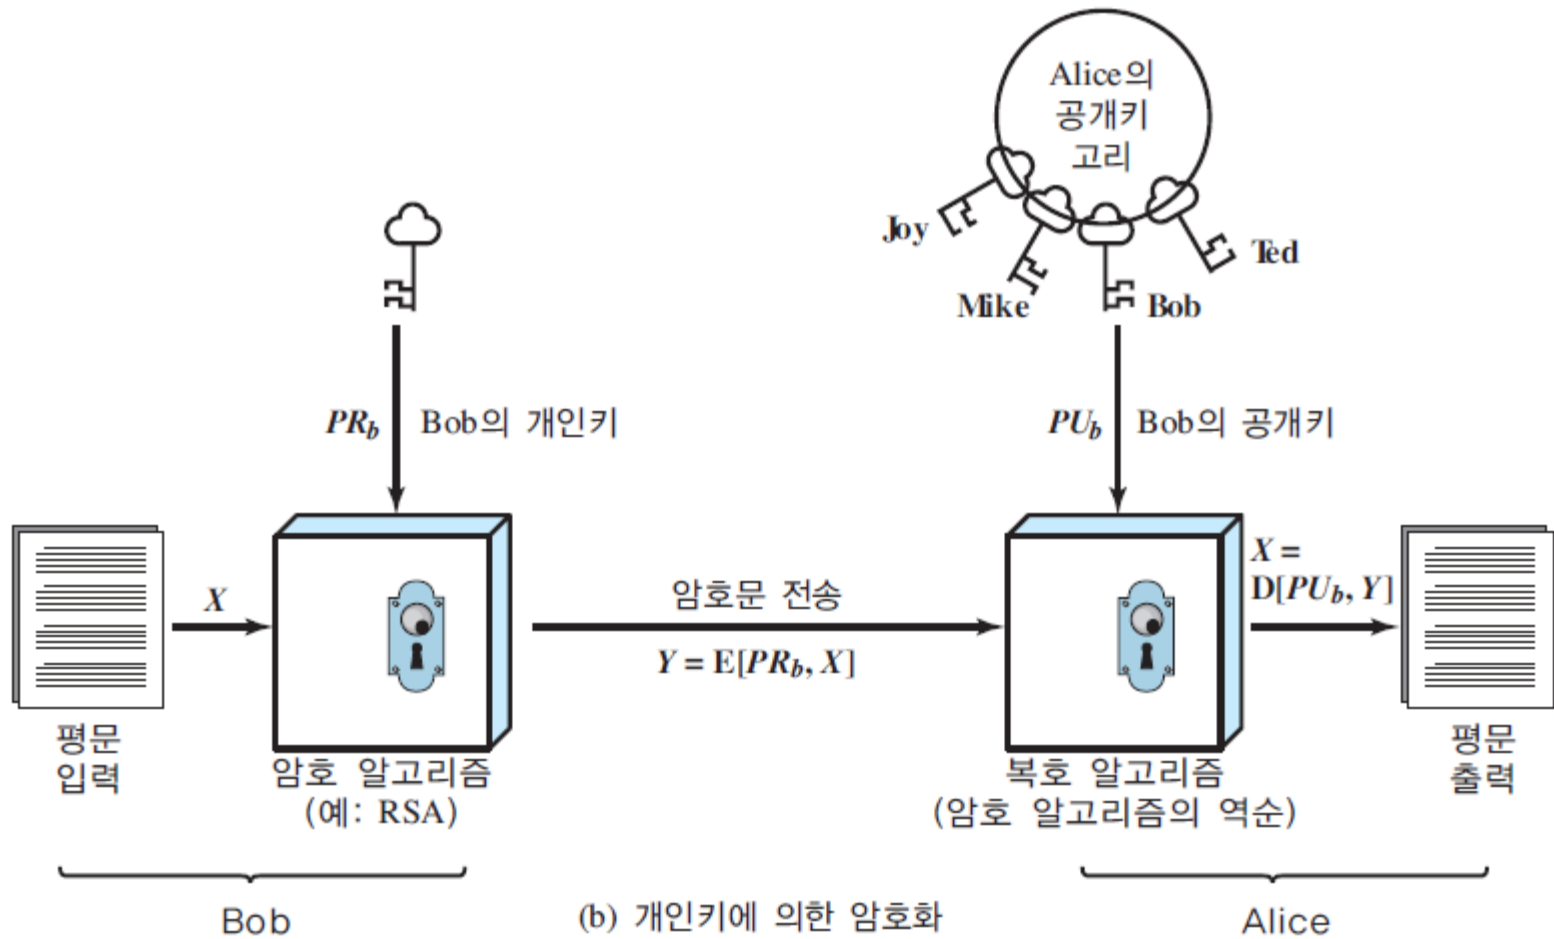 Alice의
공개키
고리
Joy
Mike
Bob
Ted
PR_b Bob의 개인키
PU_b Bob의 공개키
X
암호문 전송
Y = E[PR_b, X]
X =
D[PU_b, Y]
평문
입력
암호 알고리즘
(예: RSA)
복호 알고리즘
(암호 알고리즘의 역순)
평문
출력
Bob
(b) 개인키에 의한 암호화
Alice